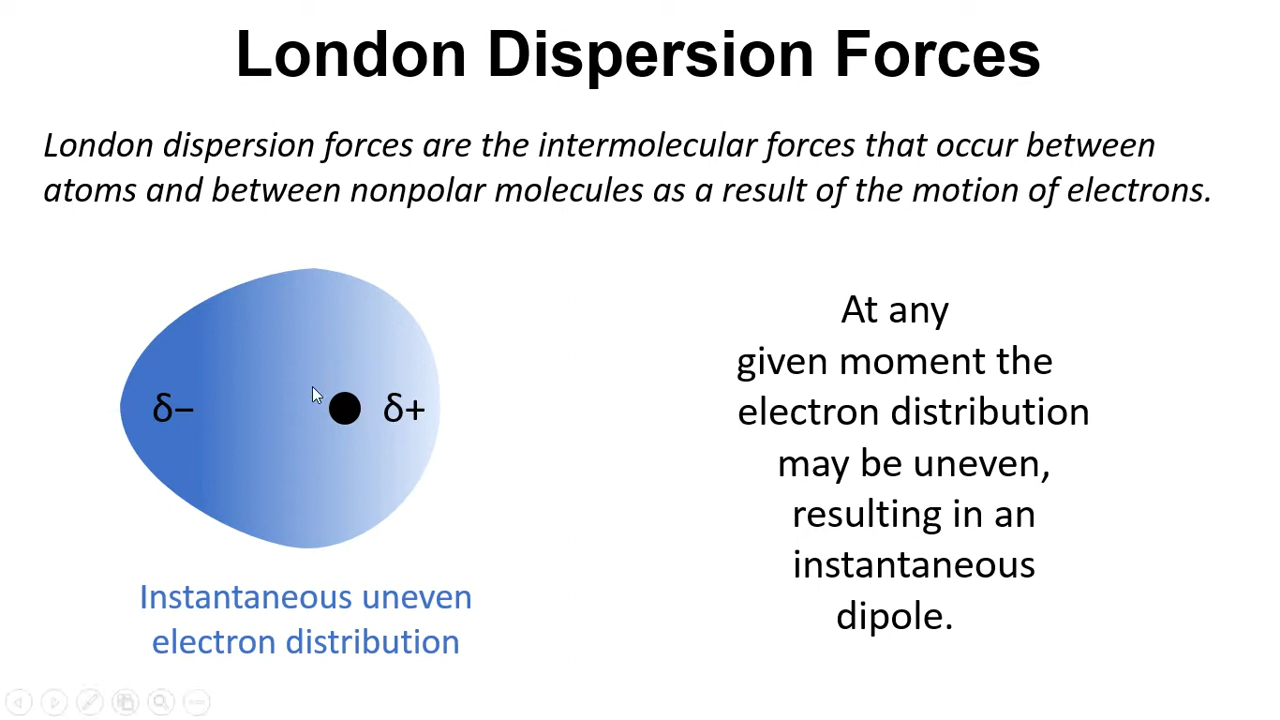 London Dispersion Forces
London dispersion forces are the intermolecular forces that occur between
atoms and between nonpolar molecules as a result of the motion of electrons.
δ− δ+
Instantaneous uneven
electron distribution
At any
given moment the
electron distribution
may be uneven,
resulting in an
instantaneous
dipole.